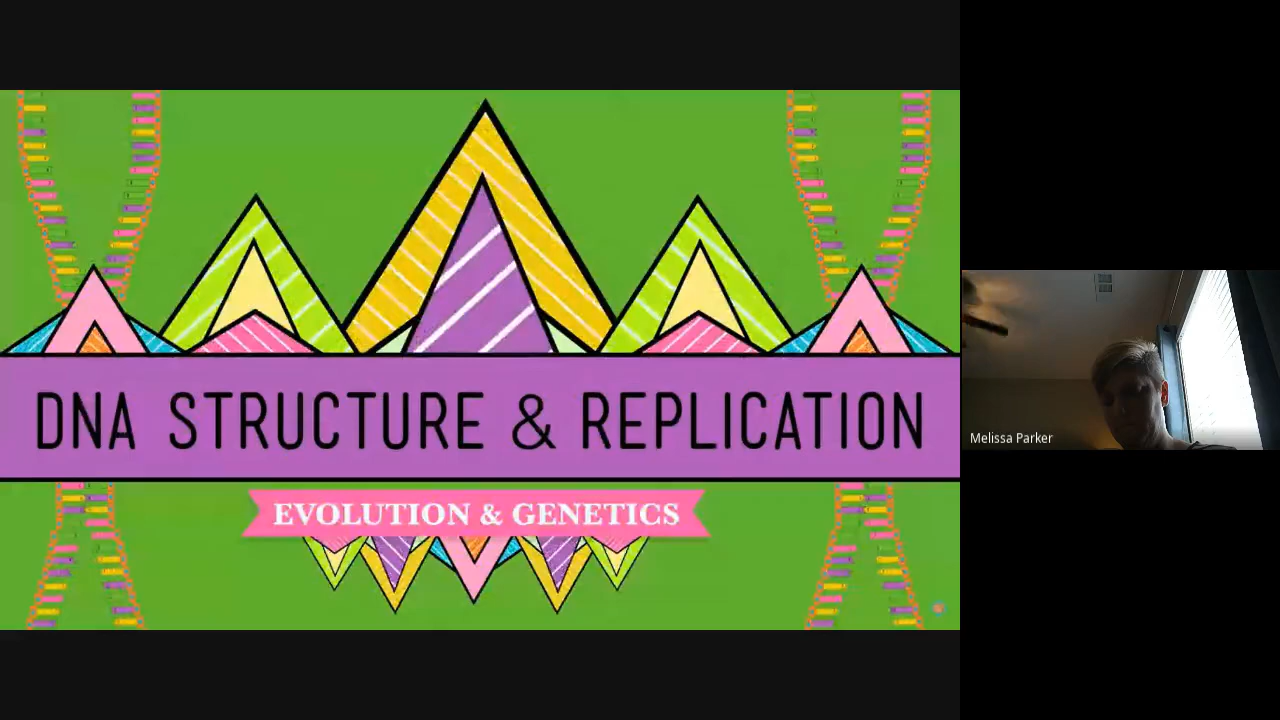 DNA STRUCTURE & REPLICATION
EVOLUTION & GENETICS
Melissa Parker